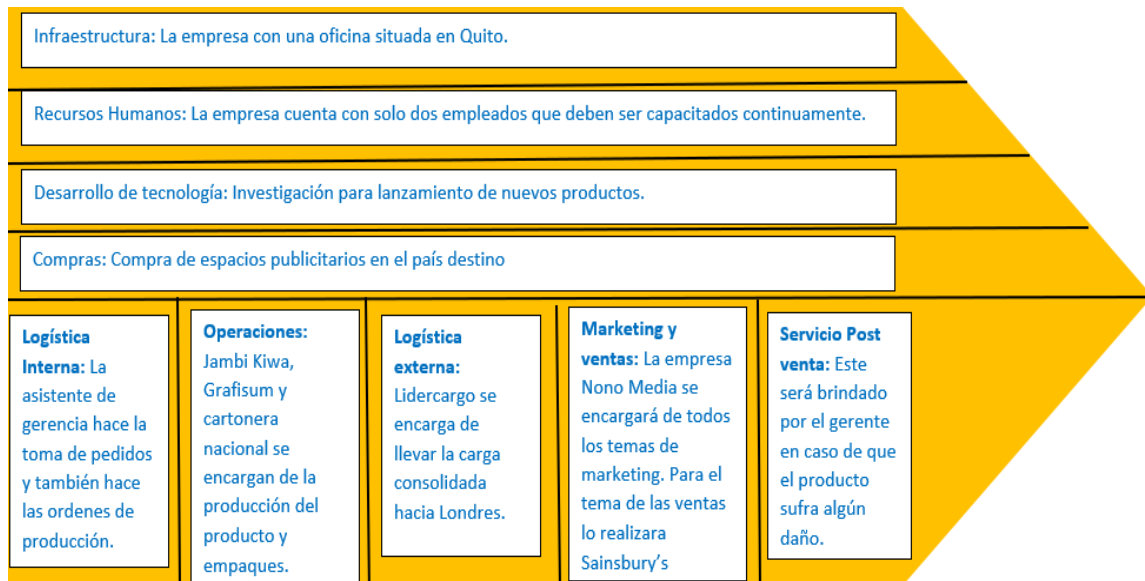 Infraestructura: La empresa con una oficina situada en Quito.
Recursos Humanos: La empresa cuenta con solo dos empleados que deben ser capacitados continuamente.
Desarrollo de tecnología: Investigación para lanzamiento de nuevos productos.
Compras: Compra de espacios publicitarios en el país destino
Logística
Interna: La
asistente de
gerencia hace la
toma de pedidos
y también hace
las ordenes de
producción.
Operaciones:
Jambi Kiwa,
Grafisum y
cartonera
nacional se
encargan de la
producción del
producto y
empaques.
Logística
externa:
Lidercargo se
encarga de
llevar la carga
consolidada
hacia Londres.
Marketing y
ventas: La empresa
Nono Media se
encargará de todos
los temas de
marketing. Para el
tema de las ventas
lo realizara
Sainsbury's
Servicio Post
venta: Este
será brindado
por el gerente
en caso de que
el producto
sufra algún
daño.